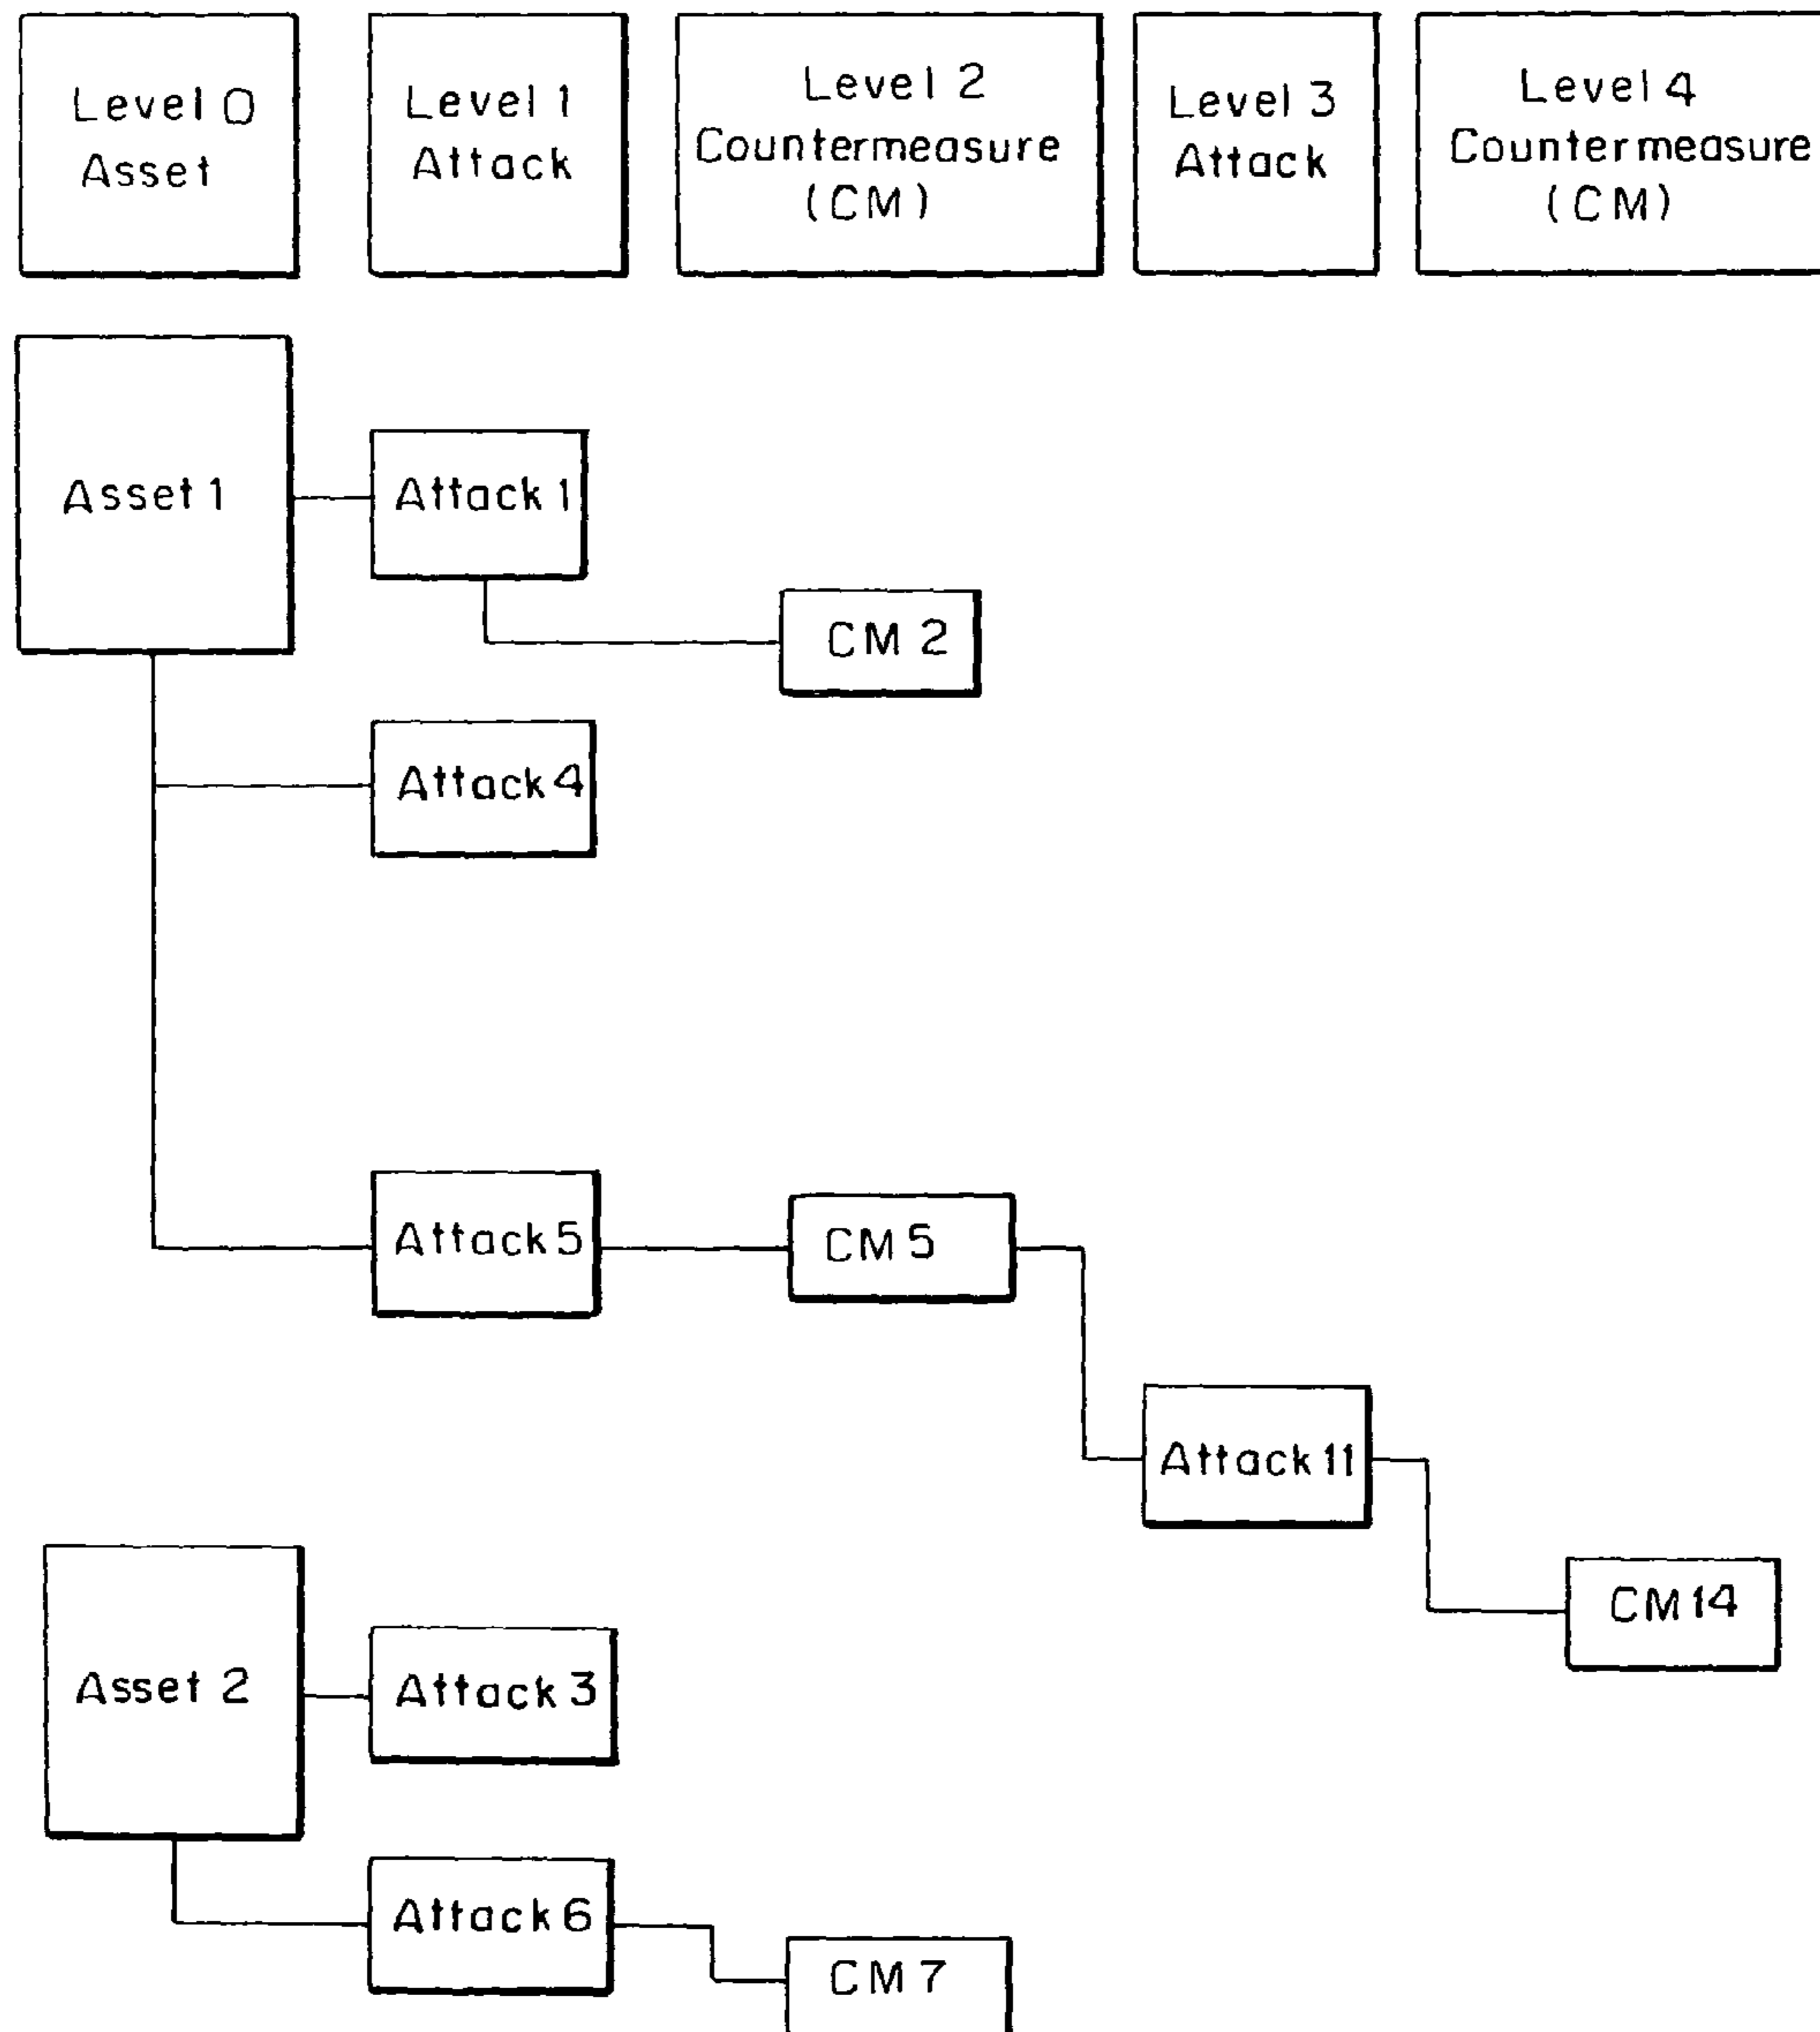 Level 0
Asset
Level 1
Attack
Level 2
Countermeasure
(CM)
Level 3
Attack
Level 4
Countermeasure
(CM)
Asset 1
Attack 1
CM 2
Attack 4
Attack 5
CM 5
Attack 11
CM 14
Asset 2
Attack 3
Attack 6
CM 7